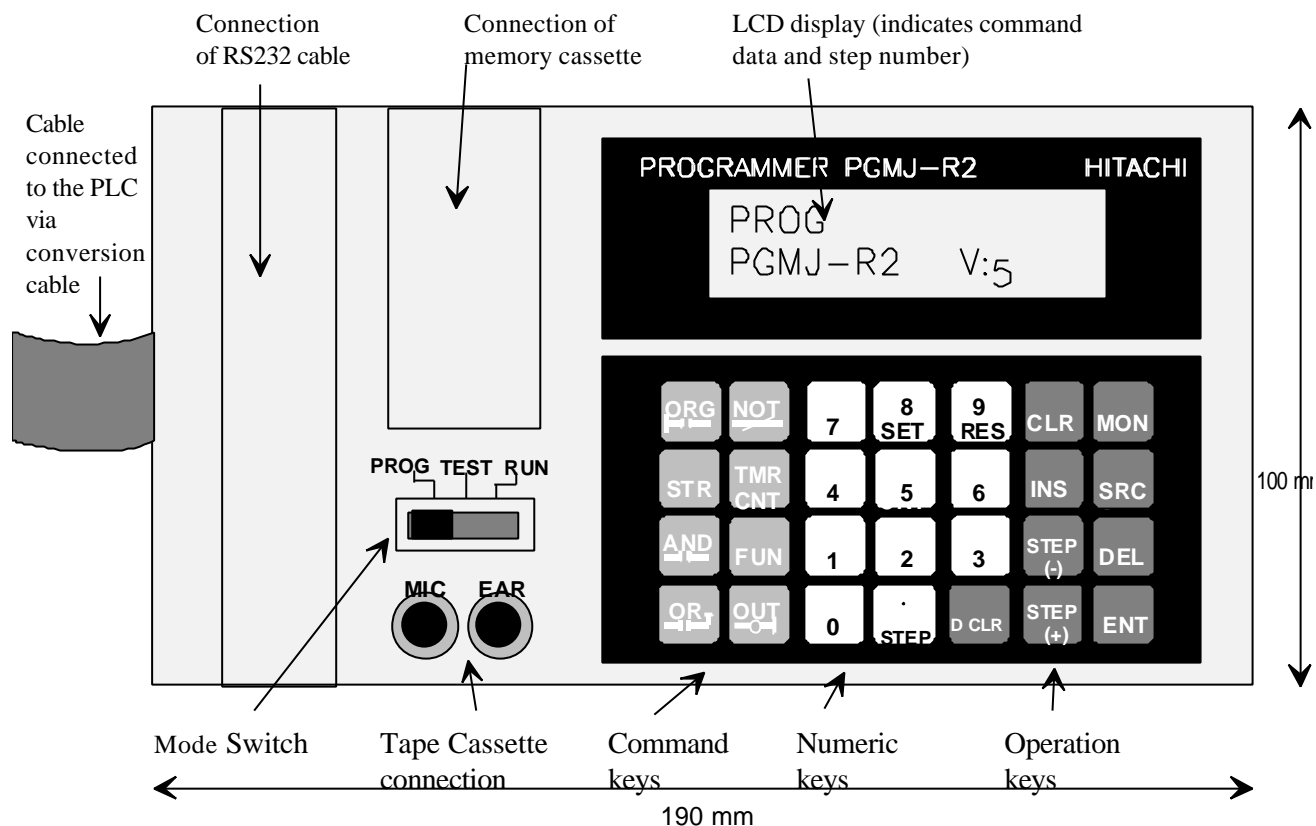 Connection
of RS232 cable
Connection of
memory cassette
LCD display (indicates command
data and step number)
Cable
connected
to the PLC
via
conversion
cable
PROGRAMMER PGMJ-R2 HITACHI
PROG
PGMJ-R2 V:5
ORG NOT 7 8 SET 9 RES CLR MON
STR TMR CNT 4 5 6 INS SRC
AND FUN 1 2 3 STEP (-) DEL
OR OUT 0 . STEP D CLR STEP (+) ENT
PROG TEST RUN
MIC EAR
100 mm
Mode Switch
Tape Cassette
connection
Command
keys
Numeric
keys
Operation
keys
190 mm